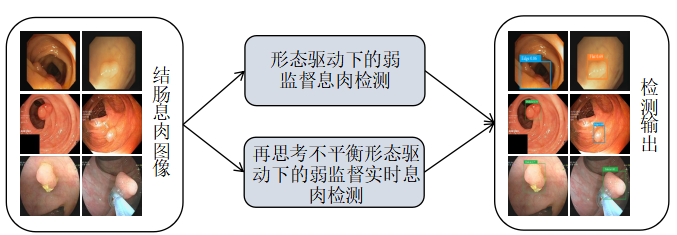 结肠息肉图像
形态驱动下的弱
监督息肉检测
再思考不平衡形态驱
动下的弱监督实时息
肉检测
检测输出